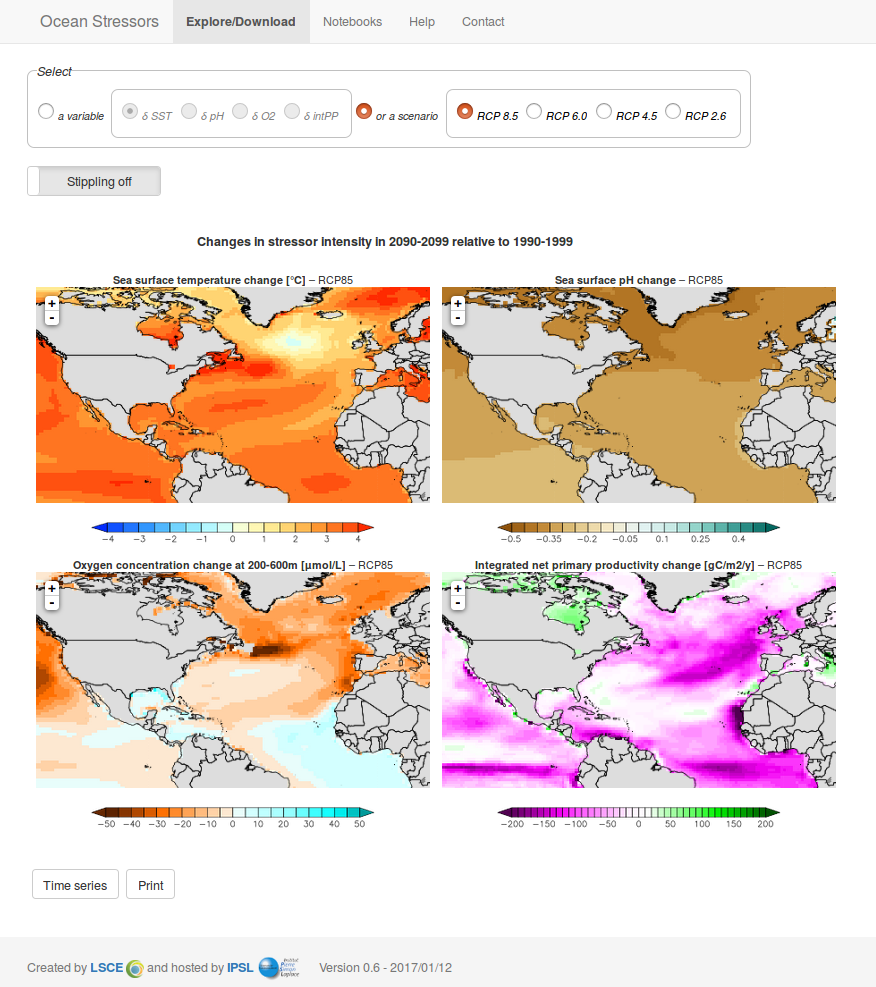 Ocean Stressors Explore/Download Notebooks Help Contact
Select
a variable δ SST δ pH δ O2 δ intPP or a scenario RCP 8.5 RCP 6.0 RCP 4.5 RCP 2.6
Stippling off
Changes in stressor intensity in 2090-2099 relative to 1990-1999
Sea surface temperature change [°C] – RCP85
+
-
−4 −3 −2 −1 0 1 2 3 4
Sea surface pH change – RCP85
+
-
−0.5 −0.35 −0.2 −0.05 0.1 0.25 0.4
Oxygen concentration change at 200-600m [µmol/L] – RCP85
+
-
−50 −40 −30 −20 −10 0 10 20 30 40 50
Integrated net primary productivity change [gC/m2/y] – RCP85
+
-
−200 −150 −100 −50 0 50 100 150 200
Time series Print
Created by LSCE and hosted by IPSL Institut Pierre Simon Laplace Version 0.6 - 2017/01/12